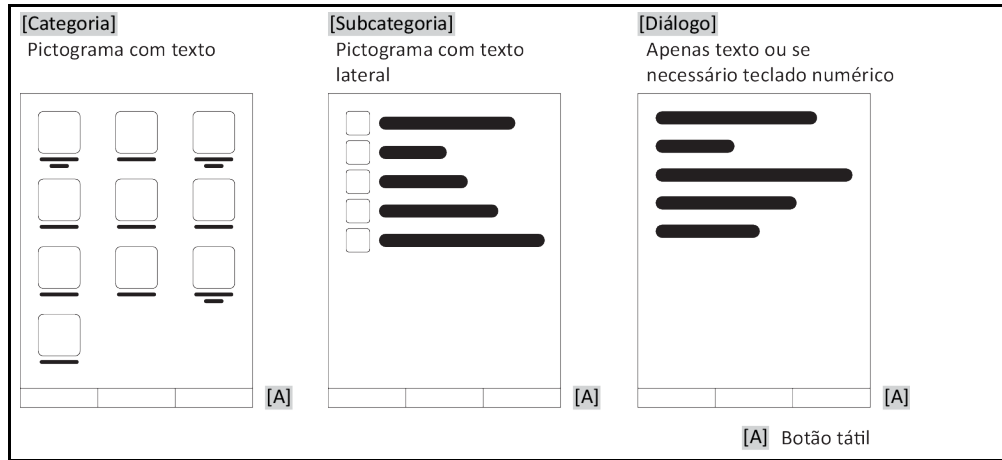 [Categoria]
Pictograma com texto
[Subcategoria]
Pictograma com texto
lateral
[Diálogo]
Apenas texto ou se
necessário teclado numérico
[A]
[A]
[A]
[A] Botão tátil